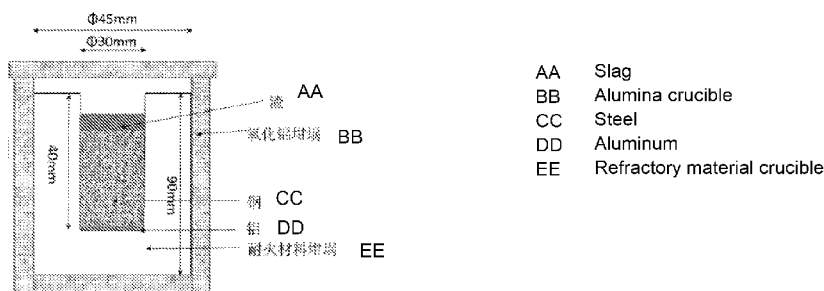 Φ45mm
Φ30mm
渣 AA
氧化铝坩埚 BB
40mm
90mm
钢 CC
铝 DD
耐火材料坩埚 EE
AA Slag
BB Alumina crucible
CC Steel
DD Aluminum
EE Refractory material crucible